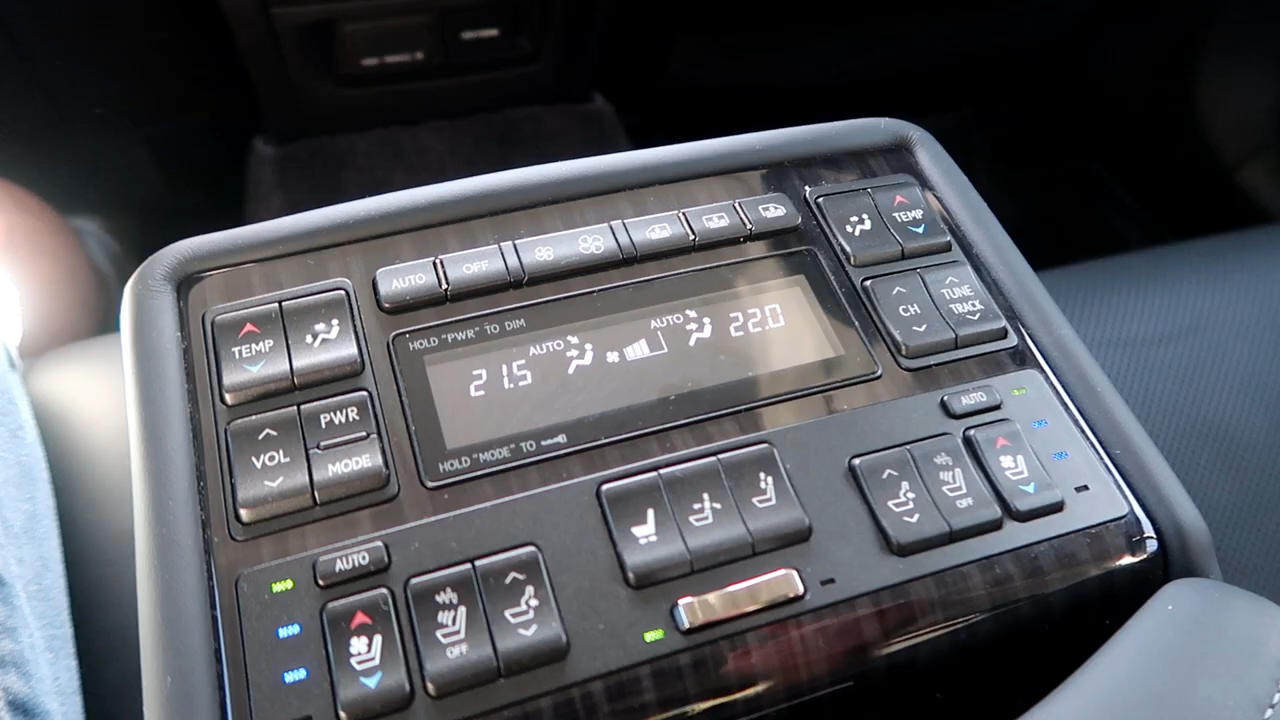 AUTO
OFF
TEMP
TEMP
CH
TUNE
TRACK
HOLD "PWR" TO DIM
AUTO
21.5
AUTO
22.0
HOLD "MODE" TO
VOL
PWR
MODE
AUTO
OFF
AUTO
OFF